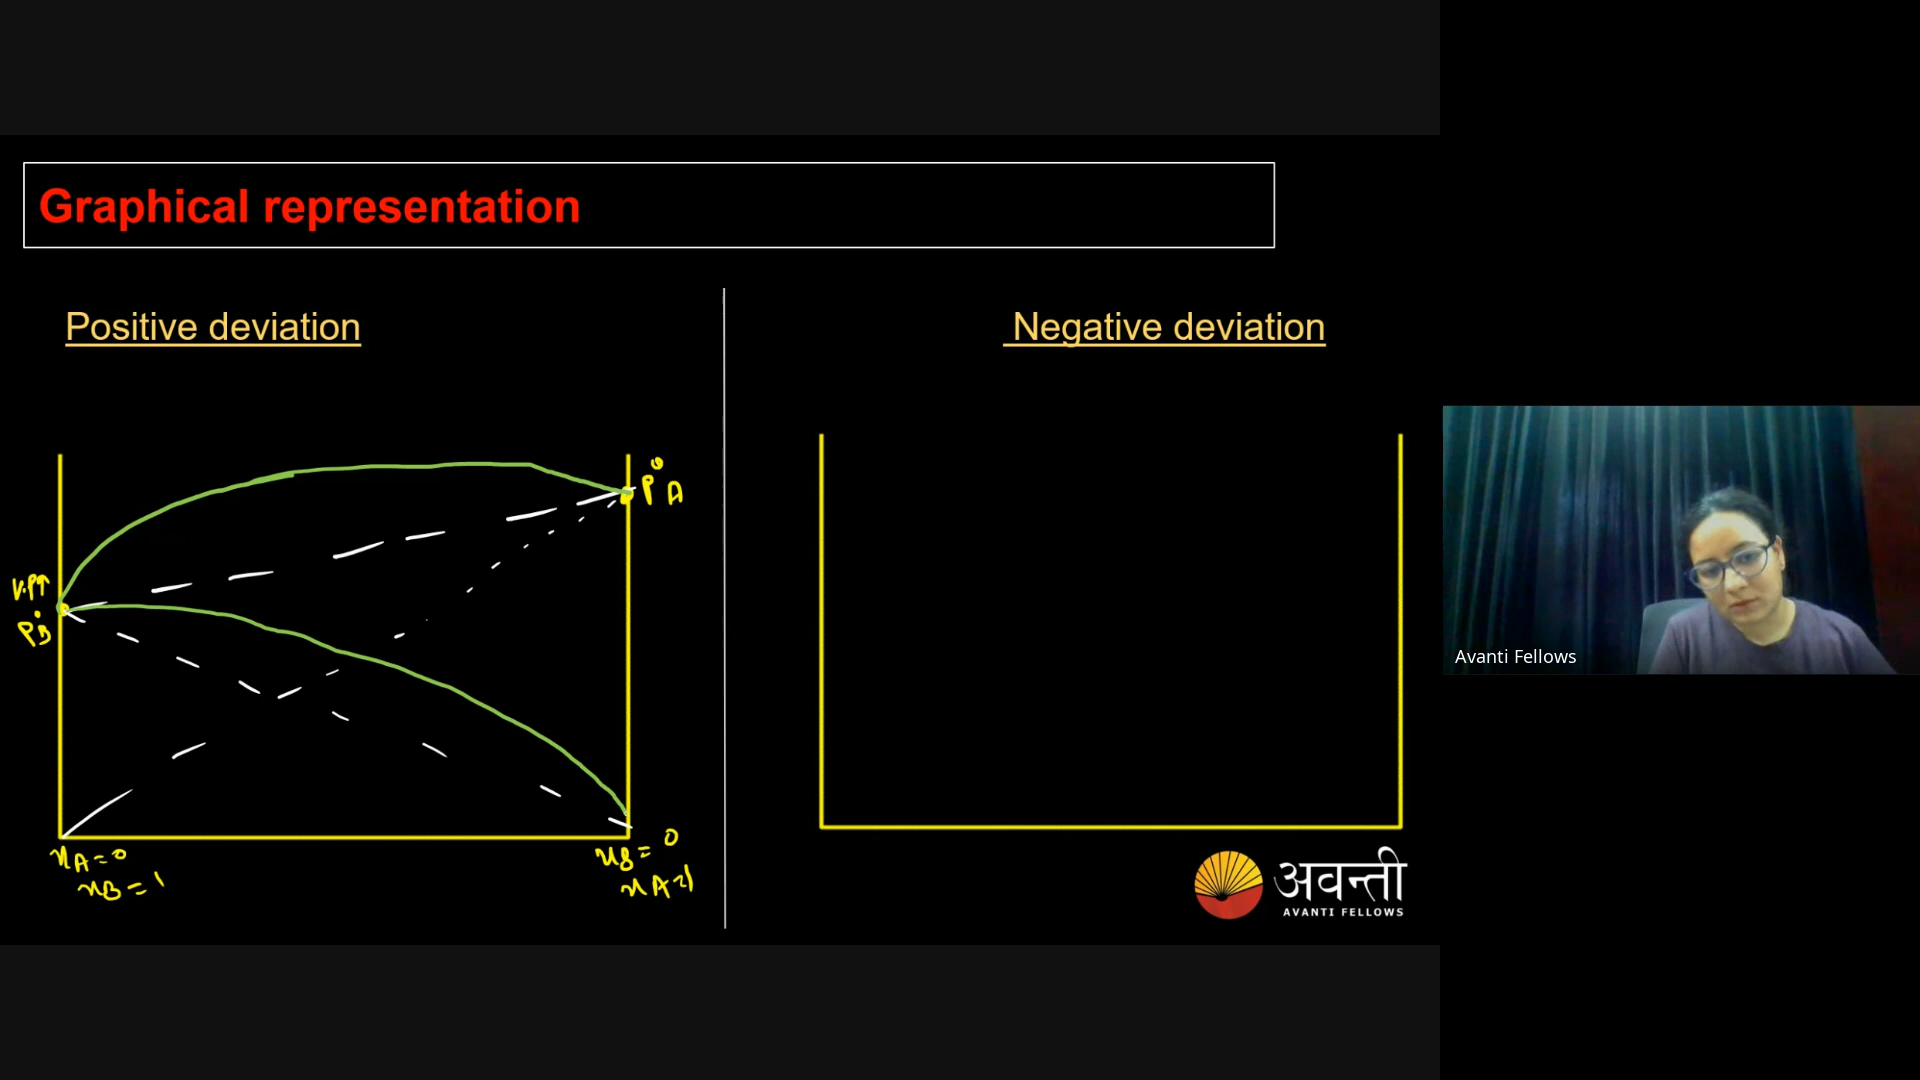 Graphical representation
Positive deviation
Negative deviation
P°A
V.P↑
P°B
xA=0
xB=1
xB=0
xA=1
अवन्ती
AVANTI FELLOWS
Avanti Fellows